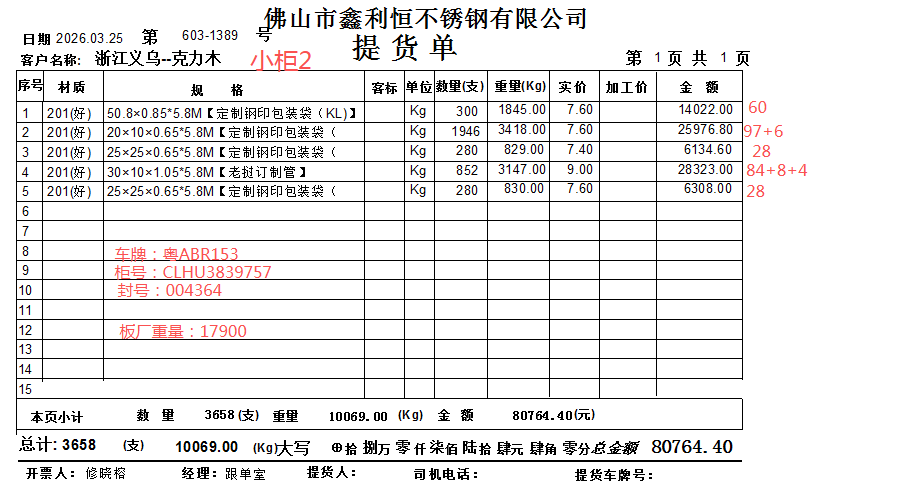 佛山市鑫利恒不锈钢有限公司
日期 2026.03.25 第 603-1389 号
提 货 单
客户名称: 浙江义乌--克力木 小柜2 第 1 页 共 1 页
序号 材质 规 格 客标 单位 数量(支) 重量(Kg) 实价 加工价 金 额
1 201(好) 50.8×0.85*5.8M【定制钢印包装袋（KL)】 Kg 300 1845.00 7.60 14022.00 60
2 201(好) 20×10×0.65*5.8M【定制钢印包装袋（ Kg 1946 3418.00 7.60 25976.80 97+6
3 201(好) 25×25×0.65*5.8M【定制钢印包装袋（ Kg 280 829.00 7.40 6134.60 28
4 201(好) 30×10×1.05*5.8M【老挝订制管】 Kg 852 3147.00 9.00 28323.00 84+8+4
5 201(好) 25×25×0.65*5.8M【定制钢印包装袋（ Kg 280 830.00 7.60 6308.00 28
6
7
8 车牌：粤ABR153
9 柜号：CLHU3839757
10 封号：004364
11
12 板厂重量：17900
13
14
15
本页小计 数 量 3658 (支) 重量 10069.00 (Kg) 金 额 80764.40(元)
总计: 3658 (支) 10069.00 (Kg)大写 ⊕拾 捌万 零 仟 柒佰 陆拾 肆元 肆角 零分 总金额 80764.40
开票人： 修晓榕 经理： 跟单室 提货人： 司机电话： 提货车牌号：